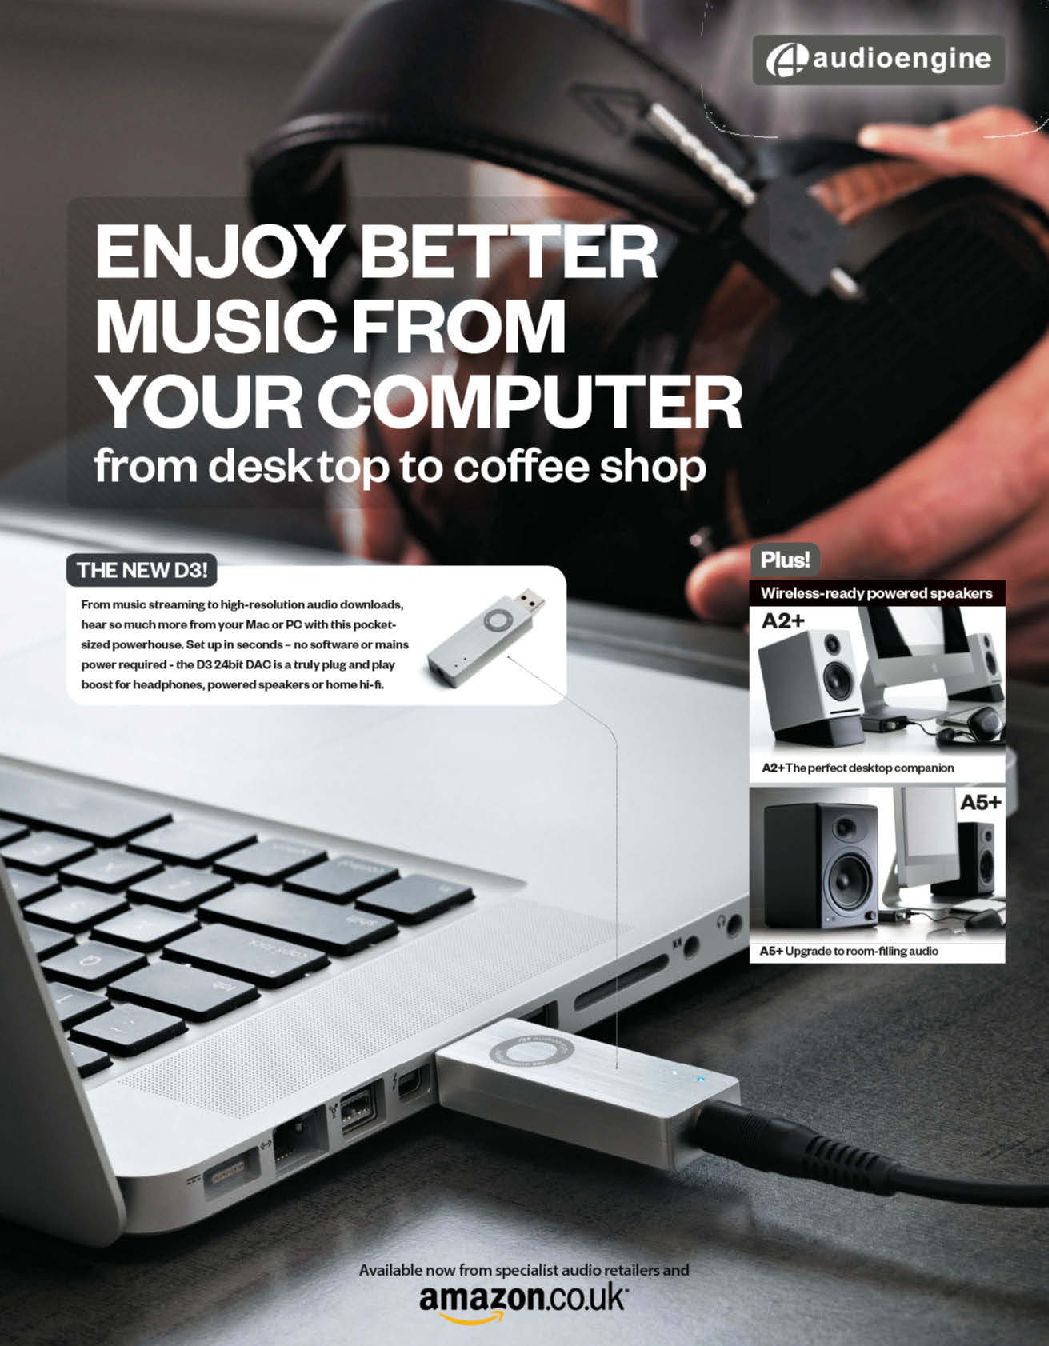 audioengine
ENJOY BETTER
MUSIC FROM
YOUR COMPUTER
from desktop to coffee shop
THE NEW D3!
From music streaming to high-resolution audio downloads,
hear so much more from your Mac or PC with this pocket-
sized powerhouse. Set up in seconds – no software or mains
power required - the D3 24bit DAC is a truly plug and play
boost for headphones, powered speakers or home hi-fi.
Plus!
Wireless-ready powered speakers
A2+
A2+ The perfect desktop companion
A5+
A5+ Upgrade to room-filling audio
Available now from specialist audio retailers and
amazon.co.uk